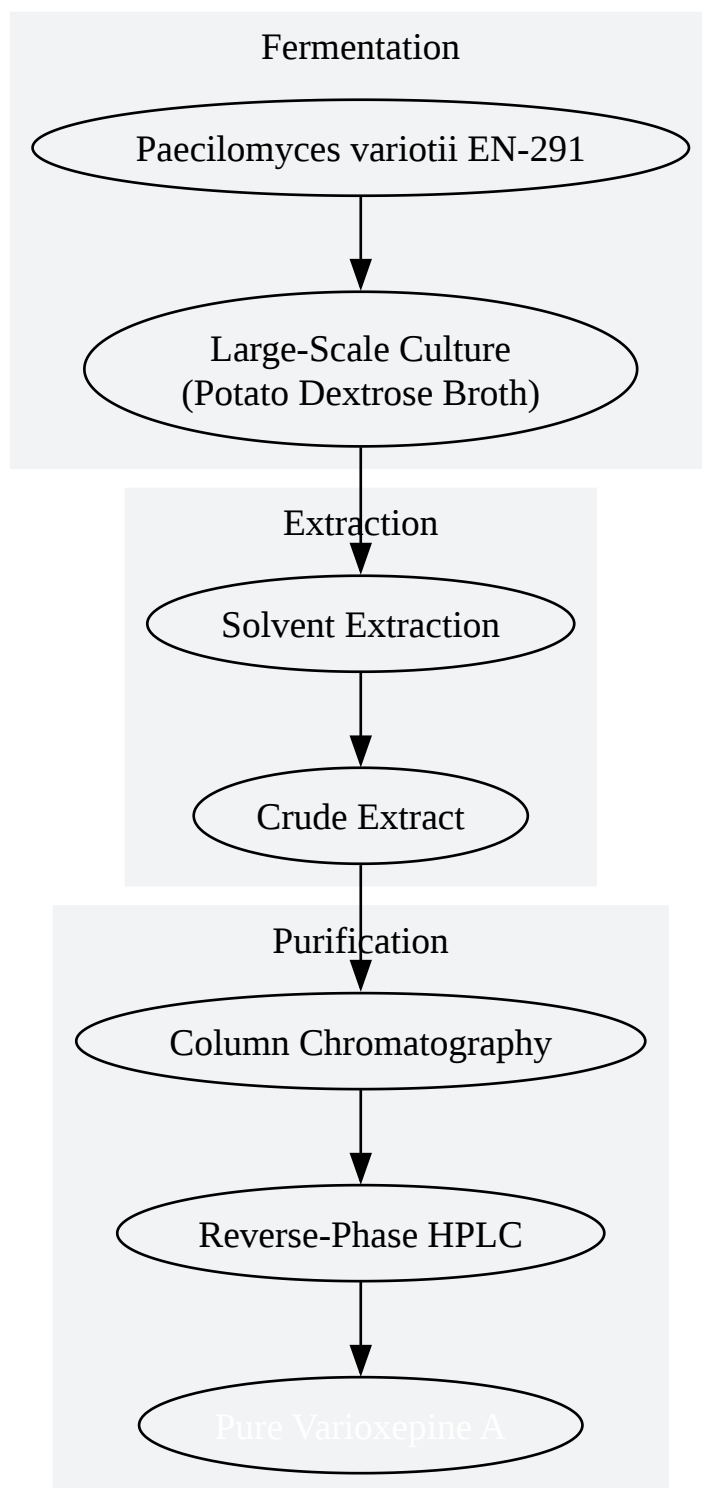 Fermentation
Paecilomyces variotii EN-291
Large-Scale Culture
(Potato Dextrose Broth)
Extraction
Solvent Extraction
Crude Extract
Purification
Column Chromatography
Reverse-Phase HPLC
Pure Varioxepine A